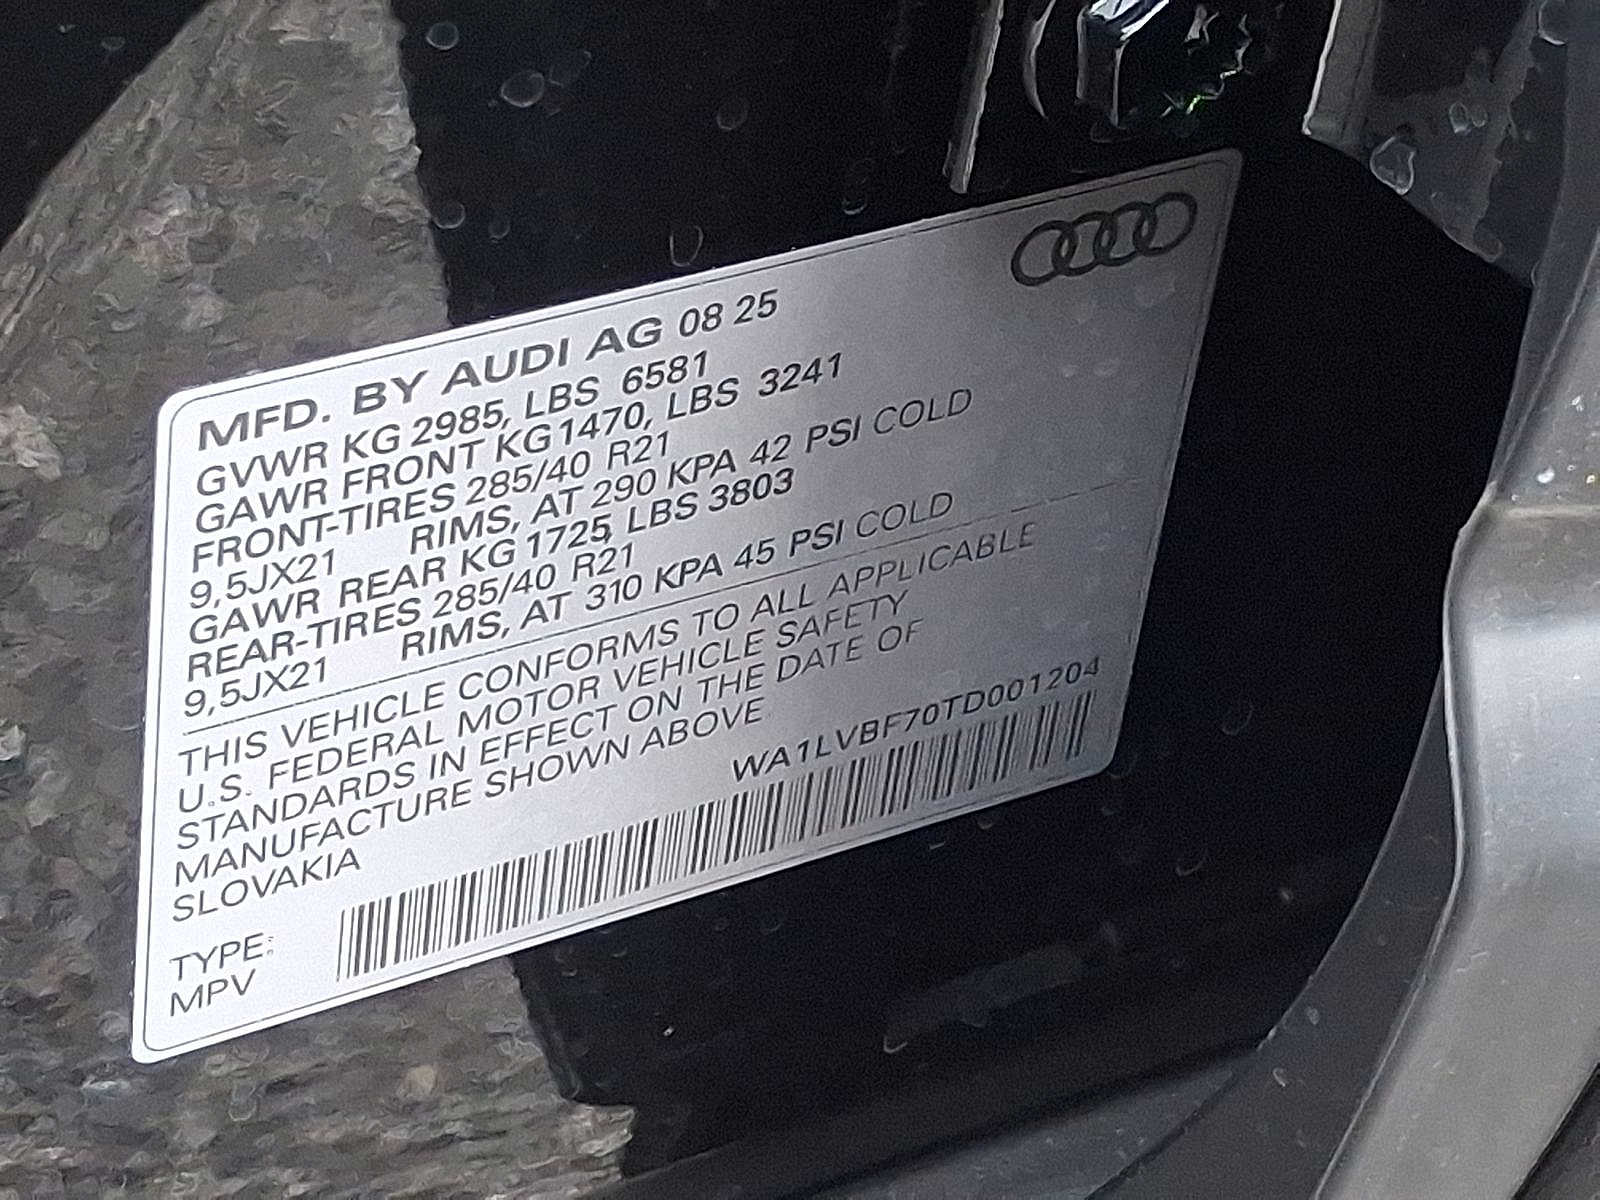 MFD. BY AUDI AG 08 25
GVWR KG 2985, LBS 6581
GAWR FRONT KG 1470, LBS 3241
FRONT-TIRES 285/40 R21
9,5JX21 RIMS, AT 290 KPA 42 PSI COLD
GAWR REAR KG 1725, LBS 3803
REAR-TIRES 285/40 R21
9,5JX21 RIMS, AT 310 KPA 45 PSI COLD
THIS VEHICLE CONFORMS TO ALL APPLICABLE
U.S. FEDERAL MOTOR VEHICLE SAFETY
STANDARDS IN EFFECT ON THE DATE OF
MANUFACTURE SHOWN ABOVE
SLOVAKIA
WA1LVBF70TD001204
TYPE:
MPV